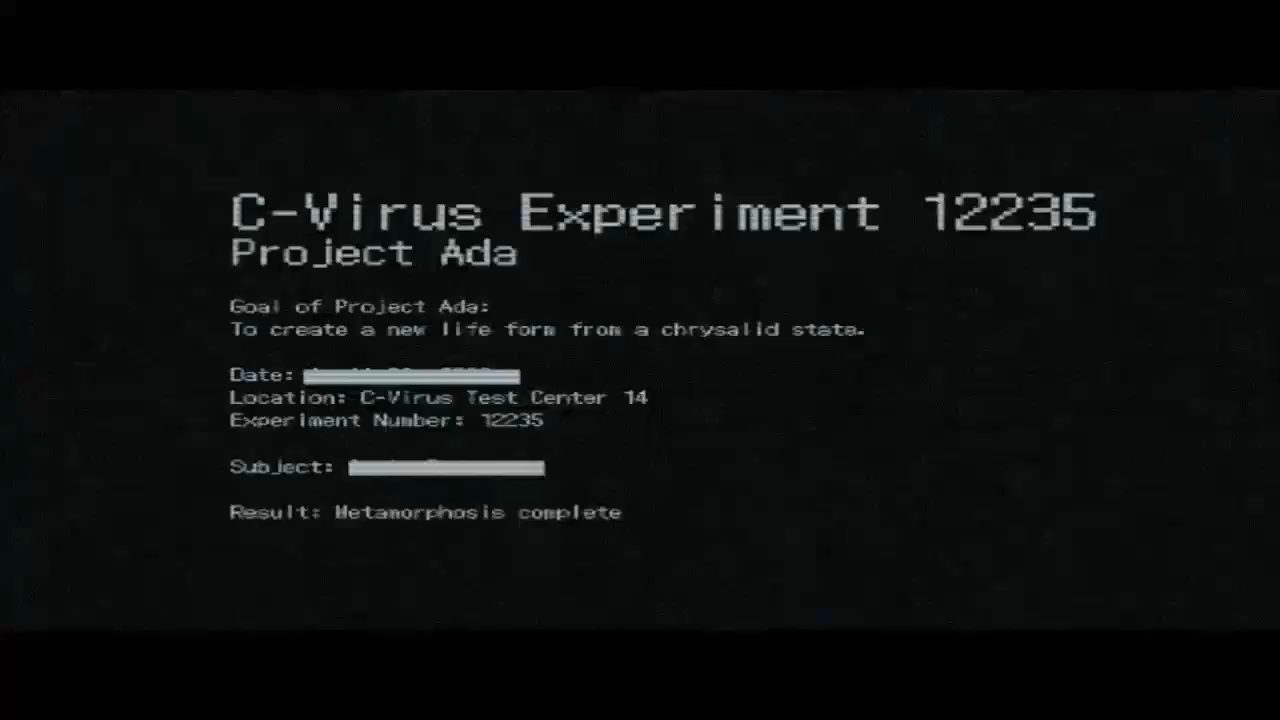 C-Virus Experiment 12235
Project Ada
Goal of Project Ada:
To create a new life form from a chrysalid state.
Date:
Location: C-Virus Test Center 14
Experiment Number: 12235
Subject:
Result: Metamorphosis complete